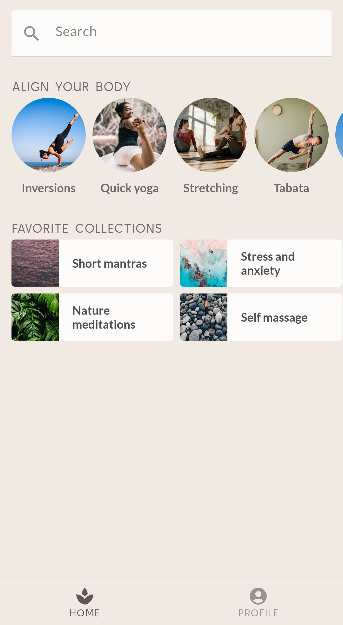 Search
ALIGN YOUR BODY
Inversions
Quick yoga
Stretching
Tabata
FAVORITE COLLECTIONS
Short mantras
Stress and
anxiety
Nature
meditations
Self massage
HOME
PROFILE